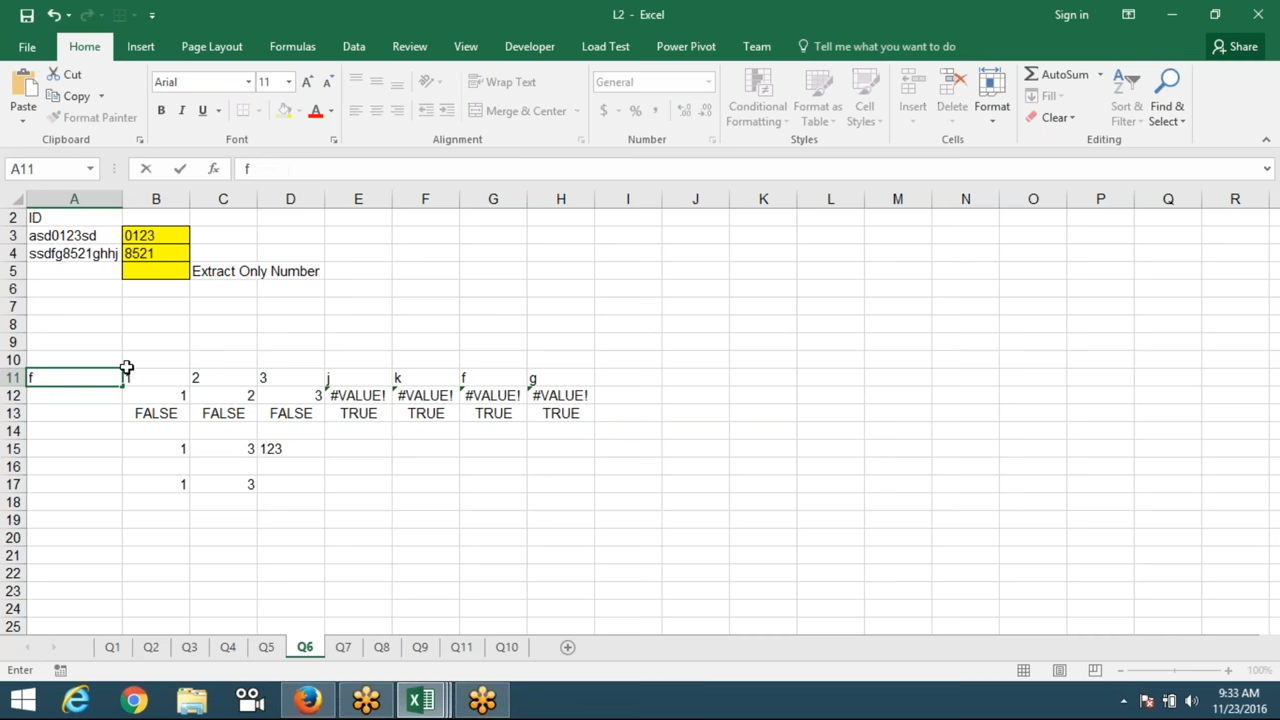 L2 - Excel
Sign in
File Home Insert Page Layout Formulas Data Review View Developer Load Test Power Pivot Team Tell me what you want to do Share
Paste Cut Copy Format Painter
Clipboard
Arial 11
B I U
Font
Wrap Text
Merge & Center
Alignment
General
$ % ,
Number
Conditional Formatting Format as Table Cell Styles
Styles
Insert Delete Format
Cells
AutoSum
Fill
Clear
Sort & Filter Find & Select
Editing
A11 fx f
A B C D E F G H I J K L M N O P Q R
2 ID
3 asd0123sd 0123
4 ssdfg8521ghhj 8521
5 Extract Only Number
6
7
8
9
10
11 f 1 2 3 j k f g
12 1 2 3 #VALUE! #VALUE! #VALUE! #VALUE!
13 FALSE FALSE FALSE TRUE TRUE TRUE TRUE
14
15 1 3 123
16
17 1 3
18
19
20
21
22
23
24
25
Q1 Q2 Q3 Q4 Q5 Q6 Q7 Q8 Q9 Q11 Q10
Enter 100%
9:33 AM
11/23/2016